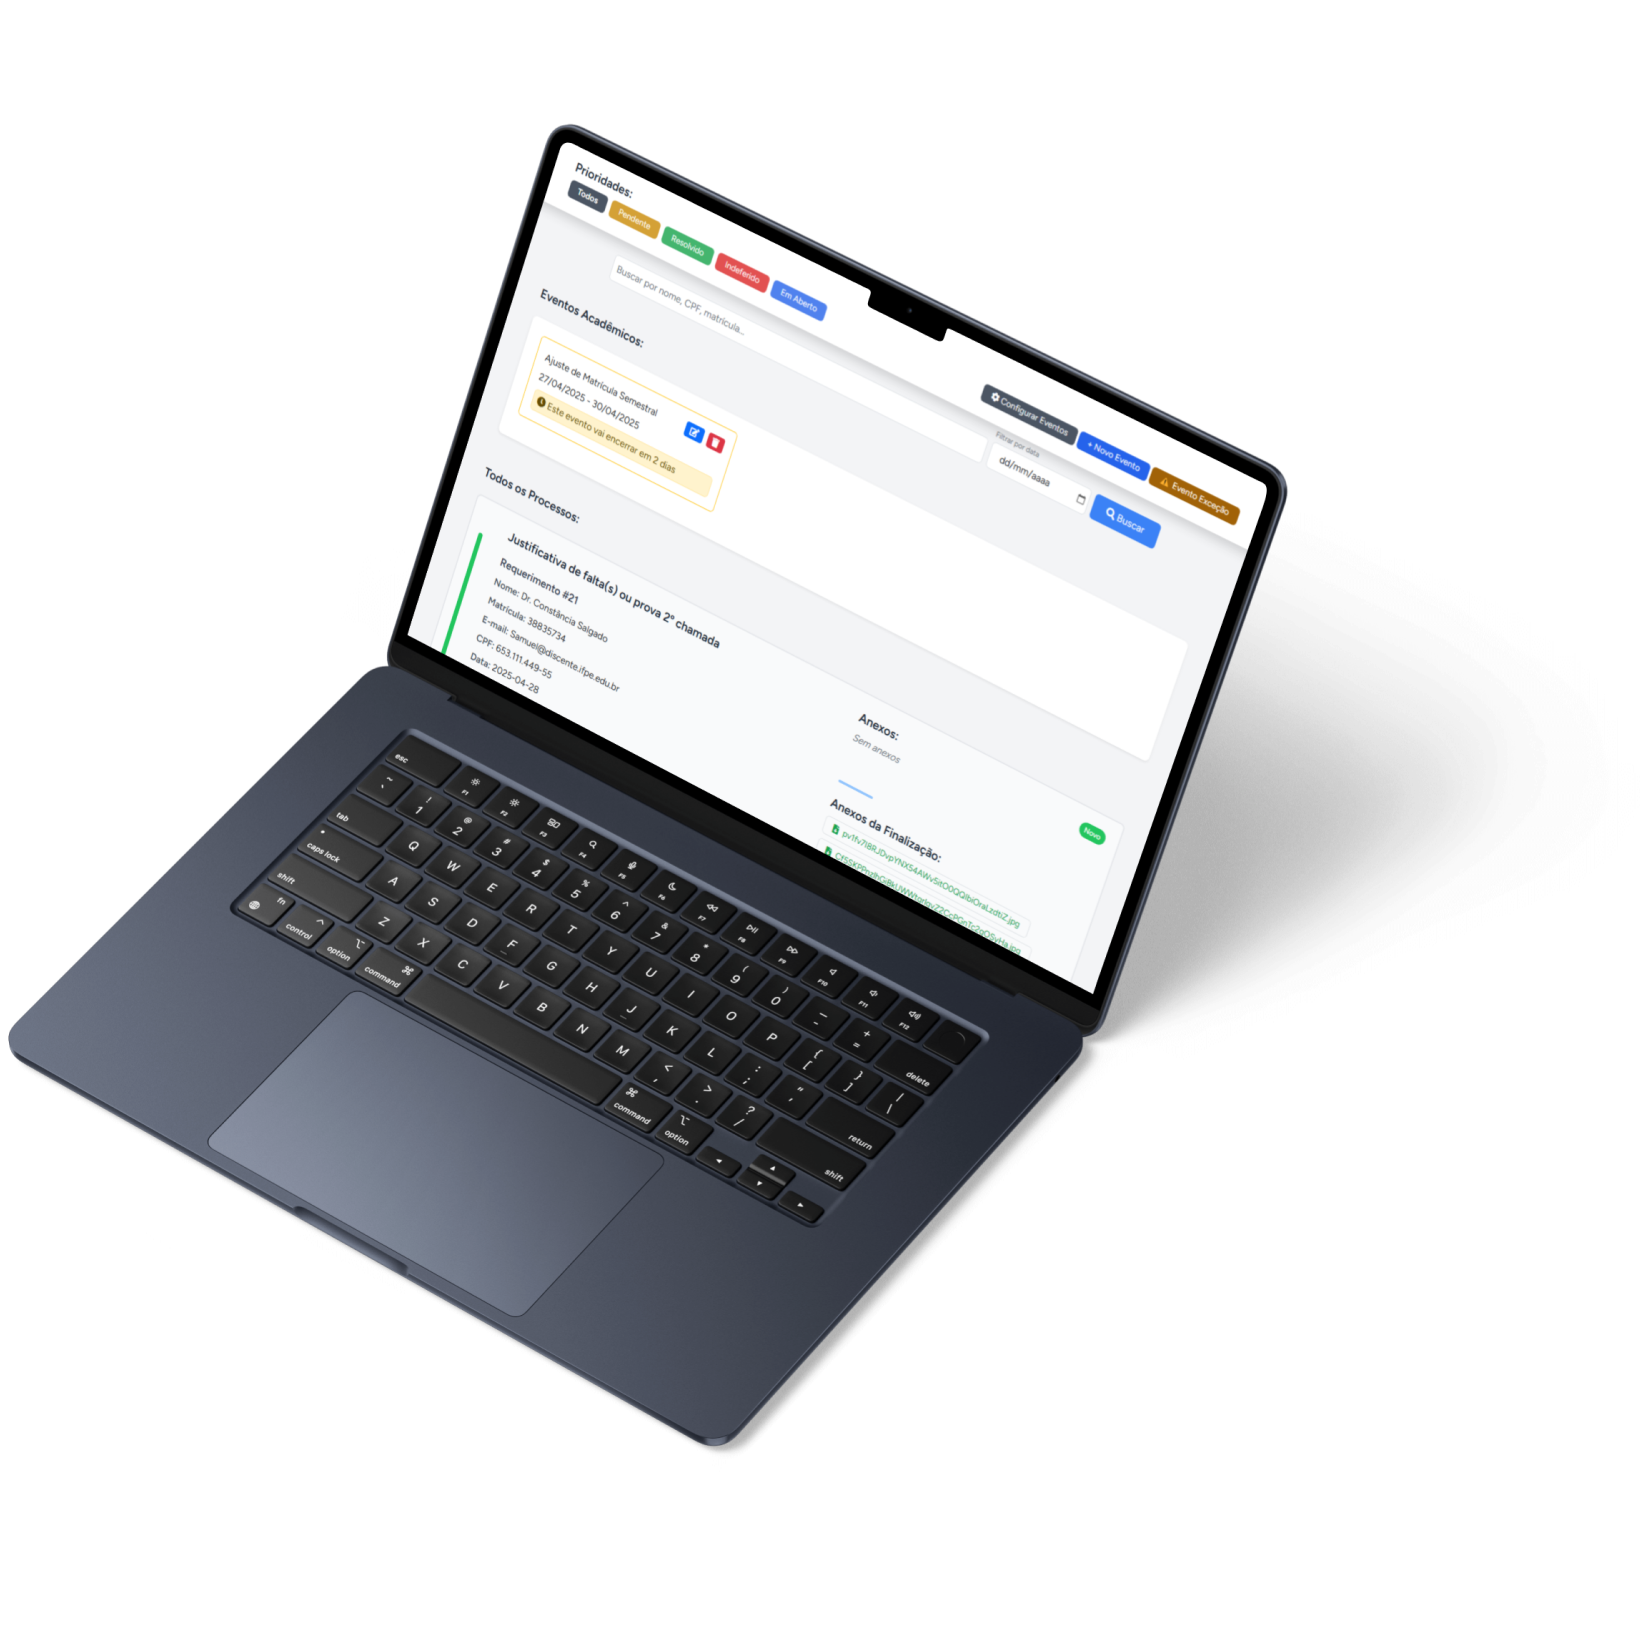 Prioridades:
Todos
Pendente
Resolvido
Indeferido
Em Aberto
Configurar Eventos
+ Novo Evento
Evento Exceção
Buscar por nome, CPF, matrícula...
Filtrar por data
dd/mm/aaaa
Buscar
Eventos Acadêmicos:
Ajuste de Matrícula Semestral
27/04/2025 - 30/04/2025
Este evento vai encerrar em 2 dias
Todos os Processos:
Justificativa de falta(s) ou prova 2ª chamada
Requerimento #21
Nome: Dr. Constância Salgado
Matrícula: 38835734
E-mail: Samuel@discente.ifpe.edu.br
CPF: 653.111.449-55
Data: 2025-04-28
Novo
Anexos:
Sem anexos
Anexos da Finalização:
esc F1 F2 F3 F4 F5 F6 F7 F8 F9 F10 F11 F12
~ ` ! 1 @ 2 # 3 $ 4 % 5 ^ 6 & 7 * 8 ( 9 ) 0 _ - + = delete
tab Q W E R T Y U I O P { [ } ] | \
caps lock A S D F G H J K L : ; " ' return
shift Z X C V B N M < , > . ? / shift
fn control option command command option